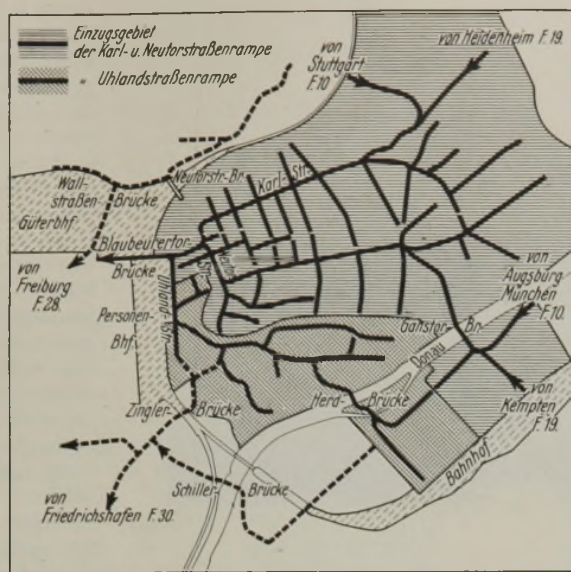 Einzugsgebiet
der Karl- u. Neutorstraßenrampe
" Uhlandstraßenrampe
von
Stuttgart
F.10
von Heidenheim F.19.
Neutorstr.-Br.
Karl-Str.
Wall-
straßen-
Brücke
Güterbhf.
Blaubeurertor-
Brücke
von
Freiburg
F.28.
Uhland-Str.
Neutor-
Str.
Personen-
Bhf.
von
Augsburg
München
F.10.
Gänstor-
Br.
Donau
Zingler-
Brücke
Herd-
Brücke
von
Kempten
F.19.
Bahnhof
Schiller-
Brücke
von
Friedrichshafen F.30.